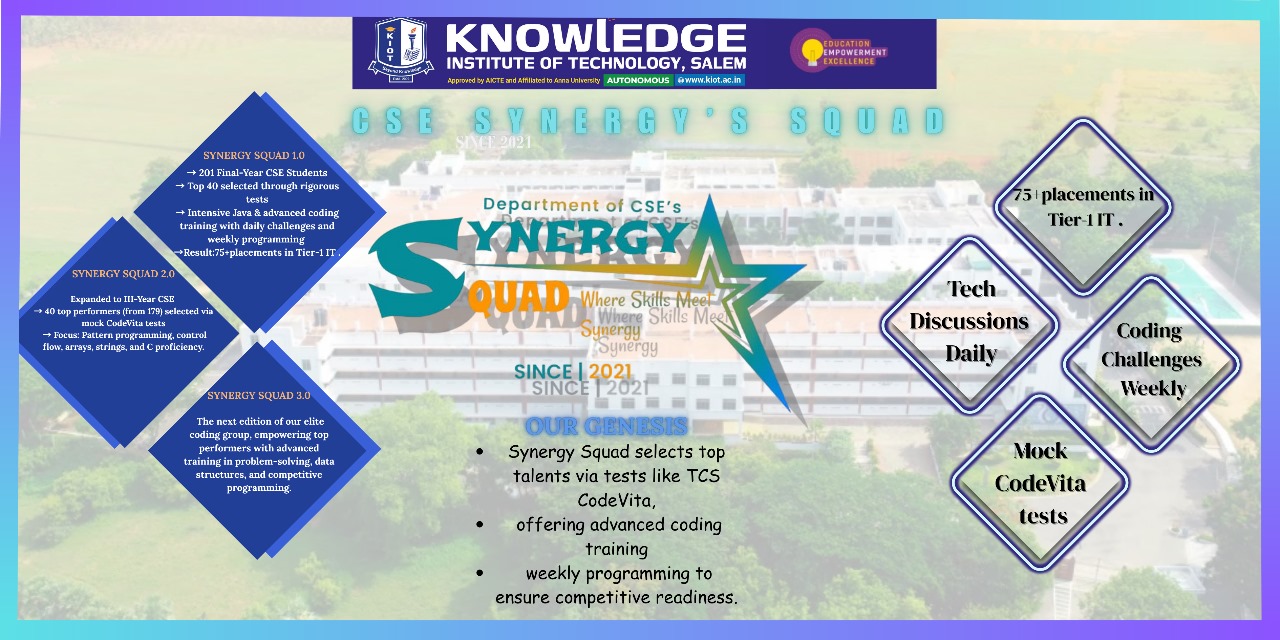 KIOT
Beyond Knowledge
KNOWLEDGE
INSTITUTE OF TECHNOLOGY, SALEM
Approved by AICTE and Affiliated to Anna University AUTONOMOUS www.kiot.ac.in
EDUCATION
EMPOWERMENT
EXCELLENCE
CSE SYNERGY'S SQUAD
SINCE 2021
SYNERGY SQUAD 1.0
→ 201 Final-Year CSE Students
→ Top 40 selected through rigorous
tests
→ Intensive Java & advanced coding
training with daily challenges and
weekly programming
→Result:75+placements in Tier-1 IT .
SYNERGY SQUAD 2.0
Expanded to III-Year CSE
→ 40 top performers (from 179) selected via
mock CodeVita tests
→ Focus: Pattern programming, control
flow, arrays, strings, and C proficiency.
SYNERGY SQUAD 3.0
The next edition of our elite
coding group, empowering top
performers with advanced
training in problem-solving, data
structures, and competitive
programming.
Department of CSE's
SYNERGY
SQUAD
Where Skills Meet
Synergy
SINCE | 2021
OUR GENESIS
• Synergy Squad selects top
talents via tests like TCS
CodeVita,
• offering advanced coding
training
• weekly programming to
ensure competitive readiness.
75+placements in
Tier-1 IT .
Tech
Discussions
Daily
Coding
Challenges
Weekly
Mock
CodeVita
tests